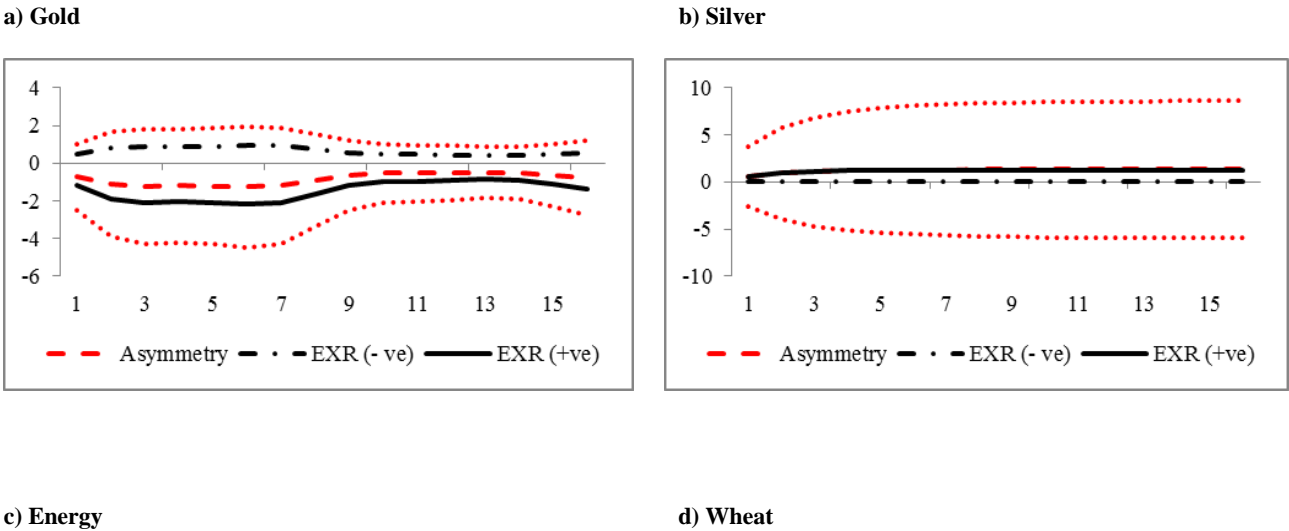 a) Gold
b) Silver
4
2
0
-2
-4
-6
1 3 5 7 9 11 13 15
Asymmetry EXR (- ve) EXR (+ve)
10
5
0
-5
-10
1 3 5 7 9 11 13 15
Asymmetry EXR (- ve) EXR (+ve)
c) Energy
d) Wheat